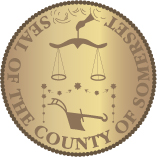 SEAL OF THE COUNTY OF SOMERSET